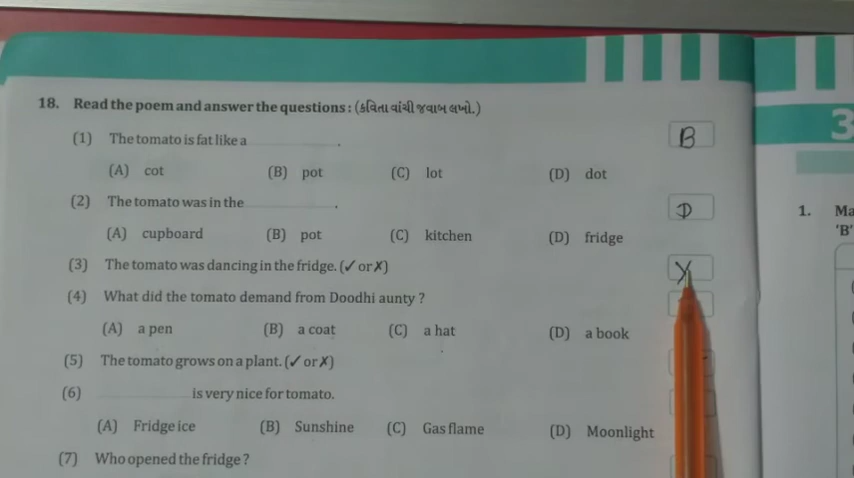 18. Read the poem and answer the questions : (કવિતા વાંચી જવાબ લખો.)
(1) The tomato is fat like a .
B
(A) cot (B) pot (C) lot (D) dot
(2) The tomato was in the .
D
(A) cupboard (B) pot (C) kitchen (D) fridge
(3) The tomato was dancing in the fridge. (✓ or ✗)
X
(4) What did the tomato demand from Doodhi aunty ?
(A) a pen (B) a coat (C) a hat (D) a book
(5) The tomato grows on a plant. (✓ or ✗)
(6) is very nice for tomato.
(A) Fridge ice (B) Sunshine (C) Gas flame (D) Moonlight
(7) Who opened the fridge ?
3
1. Ma
'B'